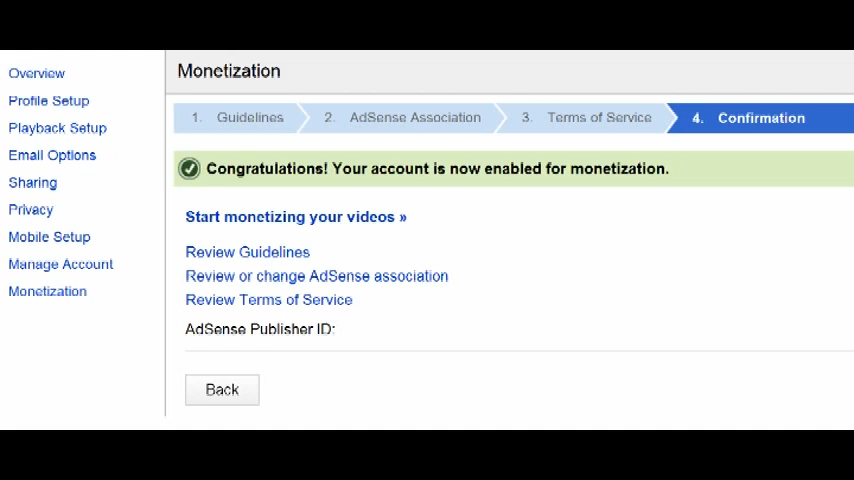 Overview
Profile Setup
Playback Setup
Email Options
Sharing
Privacy
Mobile Setup
Manage Account
Monetization
Monetization
1. Guidelines 2. AdSense Association 3. Terms of Service 4. Confirmation
Congratulations! Your account is now enabled for monetization.
Start monetizing your videos »
Review Guidelines
Review or change AdSense association
Review Terms of Service
AdSense Publisher ID:
Back